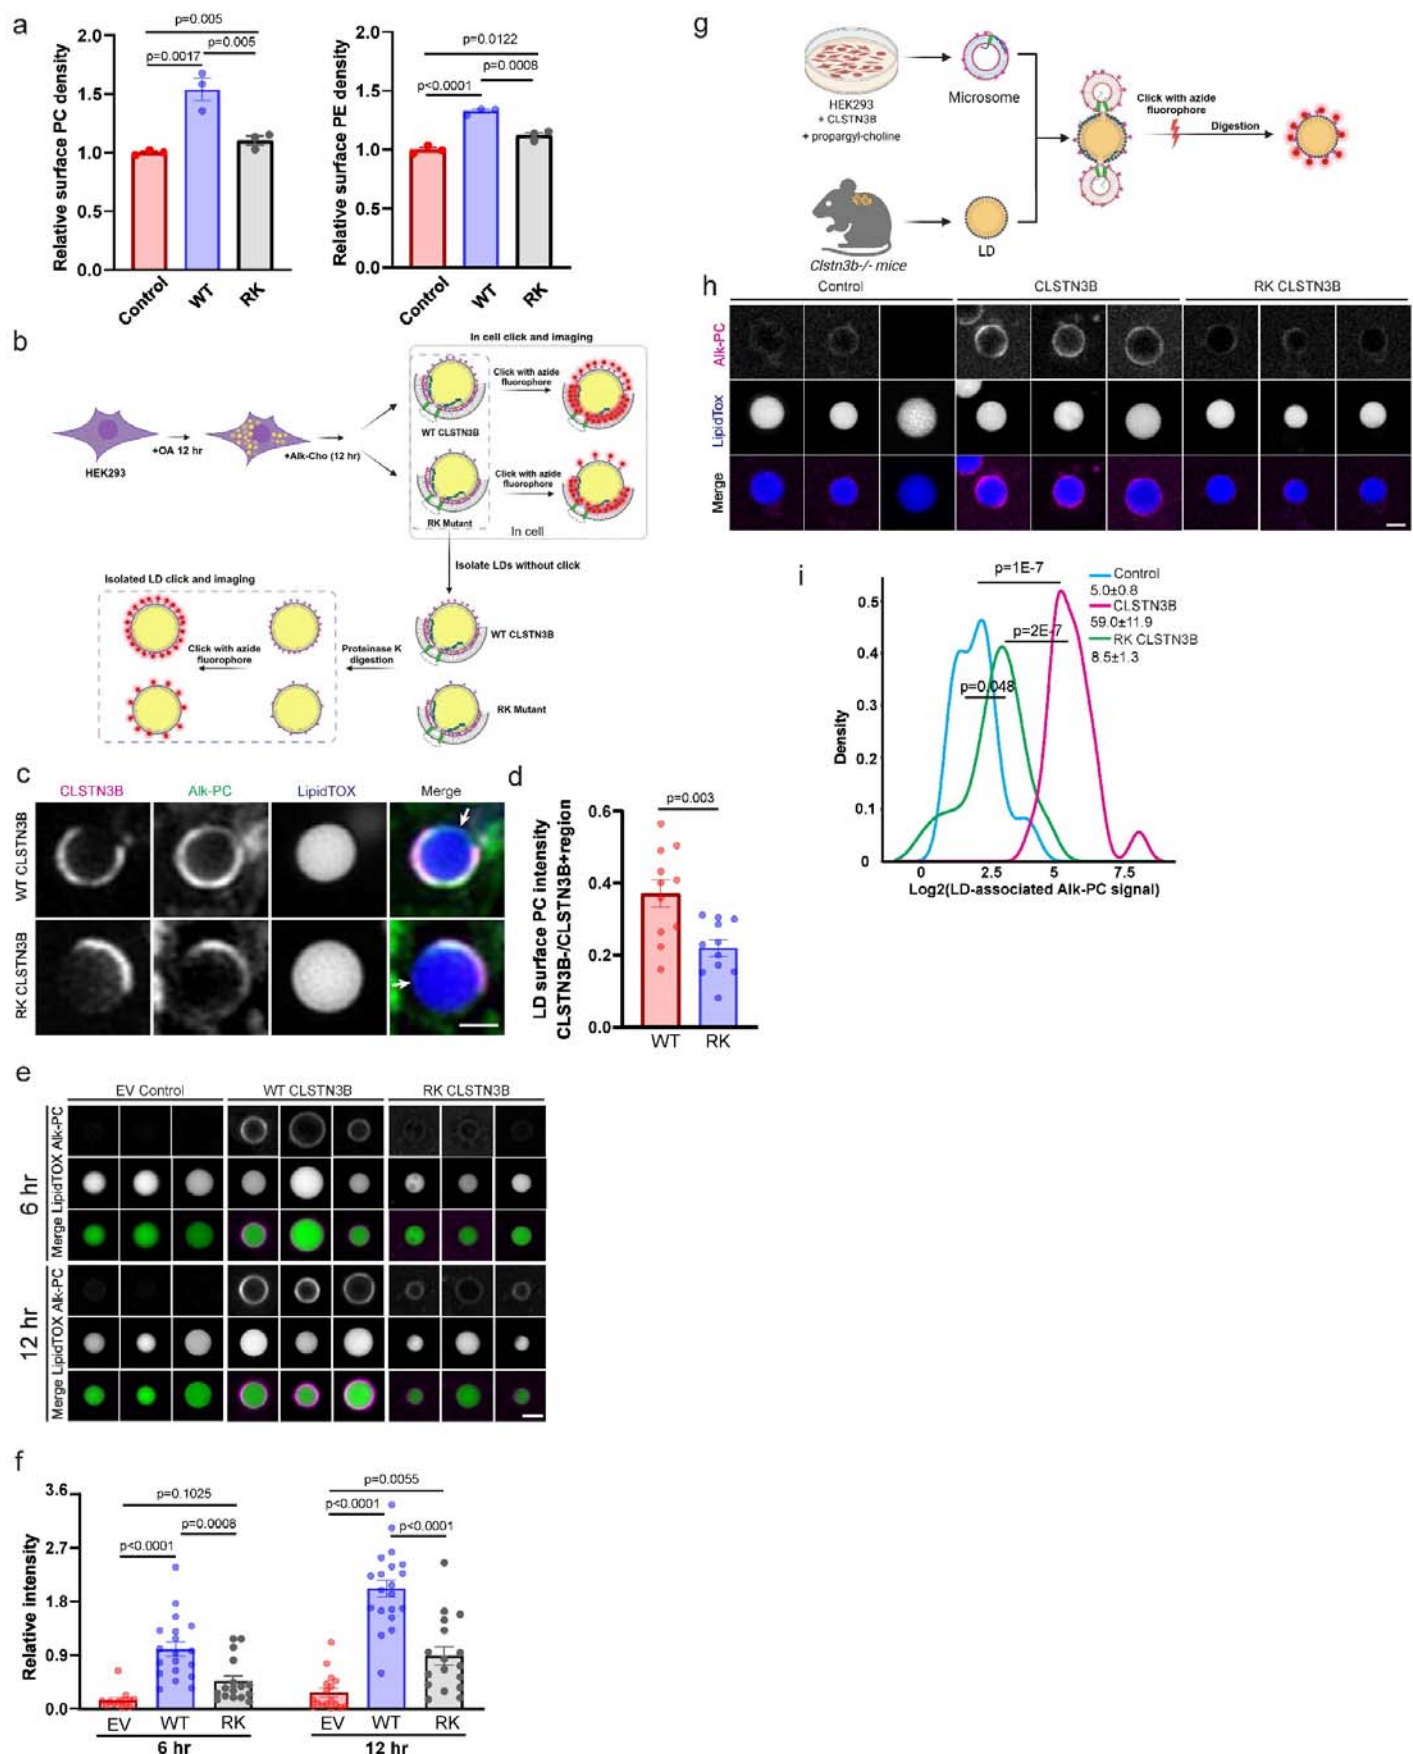 a
Relative surface PC density
2.0
1.5
1.0
0.5
0.0
p=0.005
p=0.005
p=0.0017
Control
WT
RK
Relative surface PE density
2.0
1.5
1.0
0.5
0.0
p=0.0122
p=0.0008
p<0.0001
Control
WT
RK
b
HEK293
+OA 12 hr
+Alk-Cho (12 hr)
In cell click and imaging
WT CLSTN3B
Click with azide
fluorophore
RK Mutant
Click with azide
fluorophore
In cell
Isolate LDs without click
WT CLSTN3B
RK Mutant
Proteinase K
digestion
Isolated LD click and imaging
Click with azide
fluorophore
c
CLSTN3B
Alk-PC
LipidTOX
Merge
WT CLSTN3B
RK CLSTN3B
d
LD surface PC intensity
CLSTN3B-/CLSTN3B+region
0.6
0.4
0.2
0.0
p=0.003
WT
RK
e
EV Control
WT CLSTN3B
RK CLSTN3B
6 hr
Alk-PC
LipidTOX
Merge
12 hr
Alk-PC
LipidTOX
Merge
f
Relative intensity
3.6
2.7
1.8
0.9
0.0
p=0.1025
p=0.0008
p<0.0001
p=0.0055
p<0.0001
p<0.0001
EV
WT
RK
6 hr
EV
WT
RK
12 hr
g
HEK293
+ CLSTN3B
+ propargyl-choline
Microsome
Clstn3b-/- mice
LD
Click with azide
fluorophore
Digestion
h
Control
CLSTN3B
RK CLSTN3B
Alk-PC
LipidTox
Merge
i
Density
0.5
0.4
0.3
0.2
0.1
0
p=1E-7
p=2E-7
p=0.048
Control
5.0±0.8
CLSTN3B
59.0±11.9
RK CLSTN3B
8.5±1.3
0
2.5
5
7.5
Log2(LD-associated Alk-PC signal)